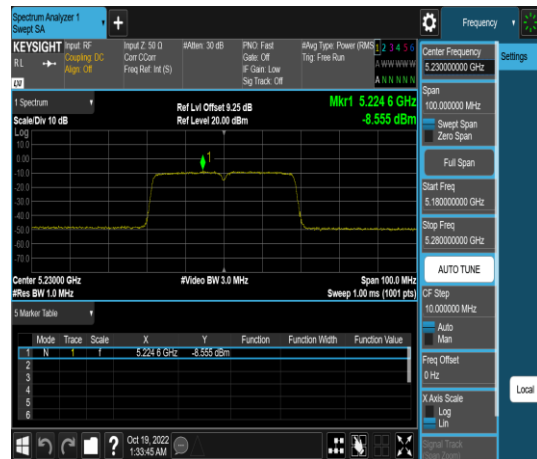 Spectrum Analyzer 1
Swept SA
+
Frequency
KEYSIGHT
RL
Input: RF
Coupling: DC
Align: Off
Input Z: 50 Ω
Corr CCorr
Freq Ref: Int (S)
#Atten: 30 dB
PNO: Fast
Gate: Off
IF Gain: Low
Sig Track: Off
#Avg Type: Power (RMS
Trig: Free Run
1 2 3 4 5 6
A W W W W W
A N N N N N
LXI
1 Spectrum
Scale/Div 10 dB
Ref Lvl Offset 9.25 dB
Ref Level 20.00 dBm
Mkr1 5.224 6 GHz
-8.555 dBm
Log
10.0
0.00
-10.0
-20.0
-30.0
-40.0
-50.0
-60.0
-70.0
1
Center 5.23000 GHz
#Res BW 1.0 MHz
#Video BW 3.0 MHz
Span 100.0 MHz
Sweep 1.00 ms (1001 pts)
5 Marker Table
Mode Trace Scale X Y Function Function Width Function Value
1 N 1 f 5.224 6 GHz -8.555 dBm
2
3
4
5
6
Oct 19, 2022
1:33:45 AM
?
Center Frequency
5.230000000 GHz
Settings
Span
100.000000 MHz
Swept Span
Zero Span
Full Span
Start Freq
5.180000000 GHz
Stop Freq
5.280000000 GHz
AUTO TUNE
CF Step
10.000000 MHz
Auto
Man
Freq Offset
0 Hz
X Axis Scale
Log
Lin
Local
Signal Track
(Span Zoom)